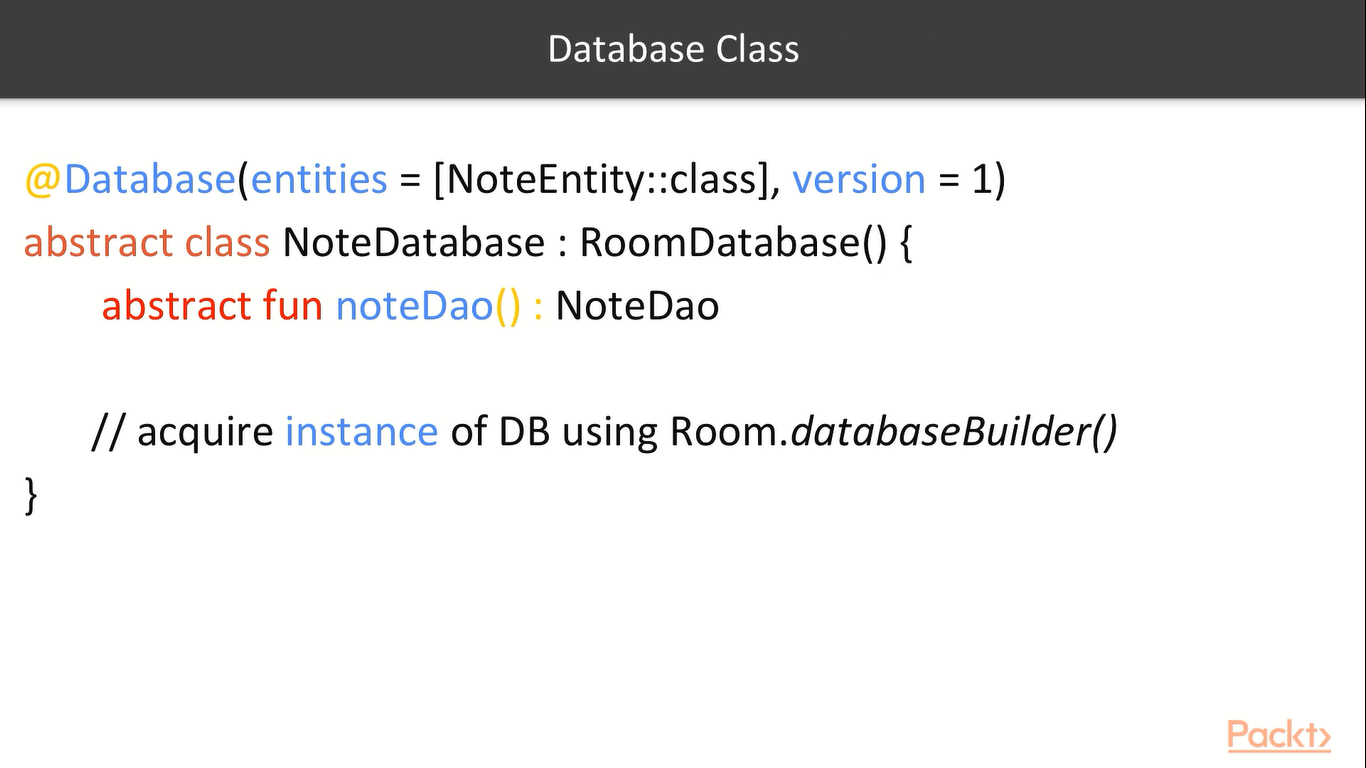 Database Class
@Database(entities = [NoteEntity::class], version = 1)
abstract class NoteDatabase : RoomDatabase() {
abstract fun noteDao() : NoteDao
// acquire instance of DB using Room.databaseBuilder()
}
Packt>